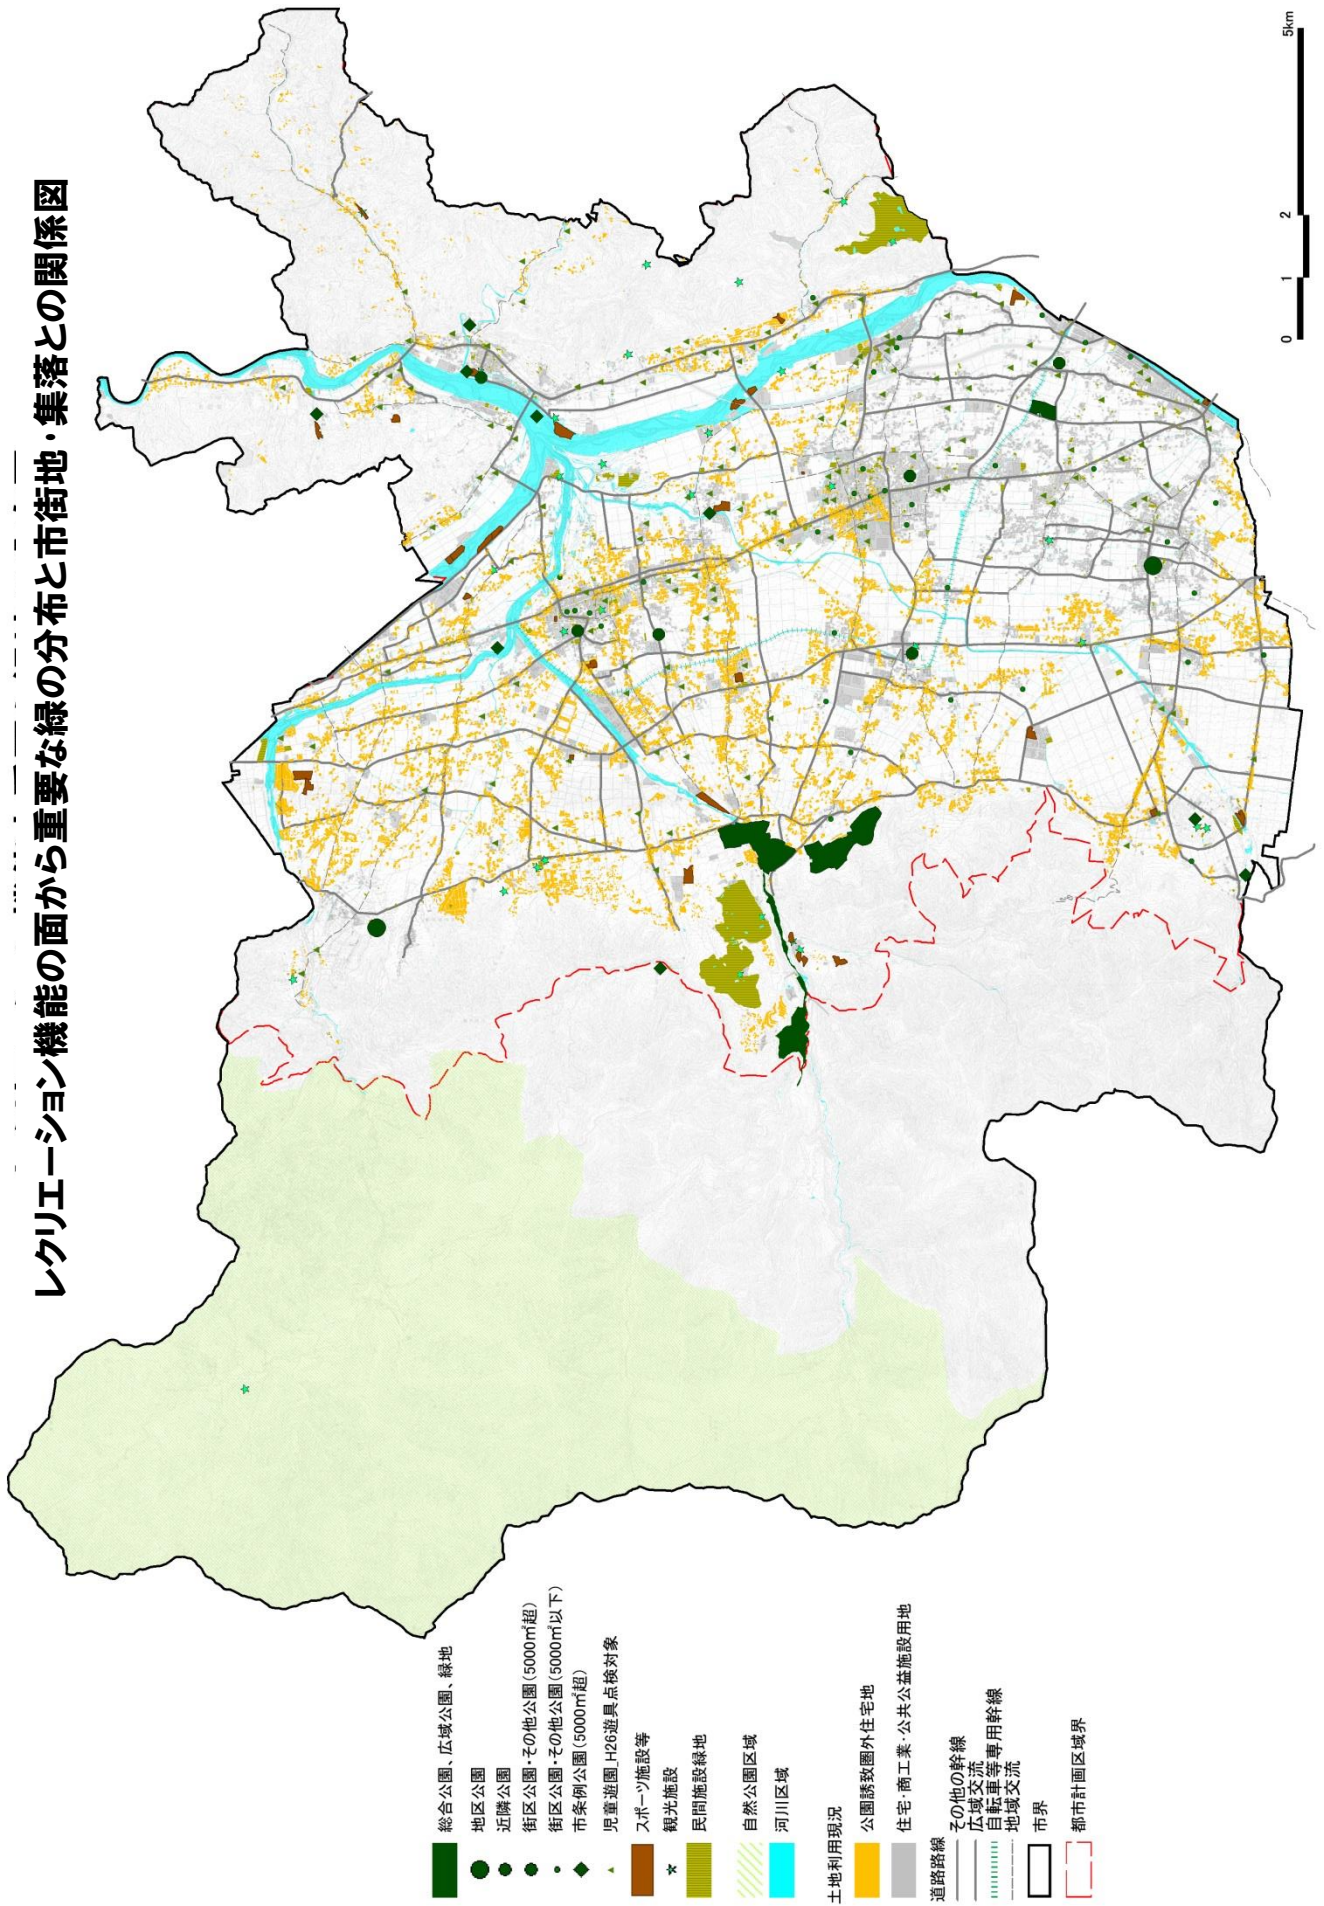 レクリエーション機能の面から重要な緑の分布と市街地・集落との関係図
総合公園、広域公園、緑地
地区公園
近隣公園
街区公園・その他公園(5000㎡超)
街区公園・その他公園(5000㎡以下)
市条例公園(5000㎡超)
児童遊園_H26遊具点検対象
スポーツ施設等
観光施設
民間施設緑地
自然公園区域
河川区域
土地利用現況
公園誘致圏外住宅地
住宅・商工業・公共公益施設用地
道路路線
その他の幹線
広域交流
自転車等専用幹線
地域交流
市界
都市計画区域界
0 1 2 5km